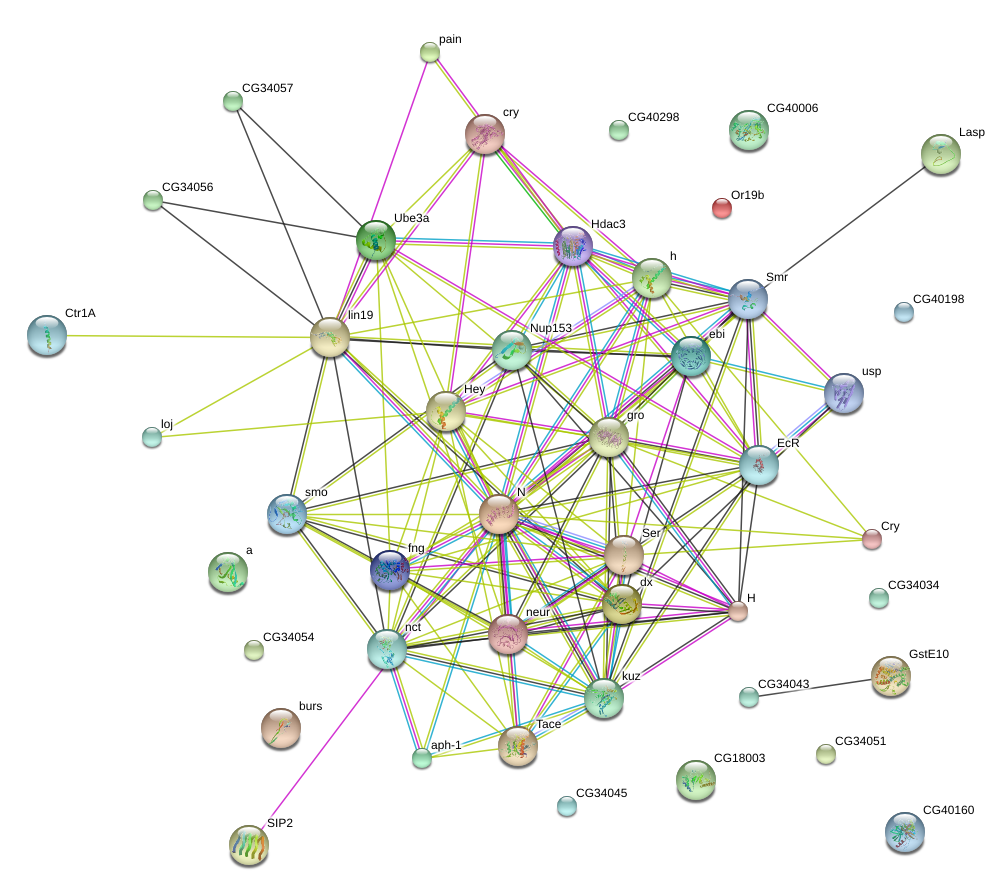 pain
CG34057
cry
CG40298
CG40006
Lasp
CG34056
Or19b
Ube3a
Hdac3
h
Smr
CG40198
Ctr1A
lin19
Nup153
ebi
usp
Hey
gro
loj
EcR
smo
N
Cry
Ser
a
fng
dx
H
CG34034
neur
nct
CG34054
GstE10
kuz
CG34043
burs
Tace
aph-1
CG34051
CG18003
CG34045
CG40160
SIP2